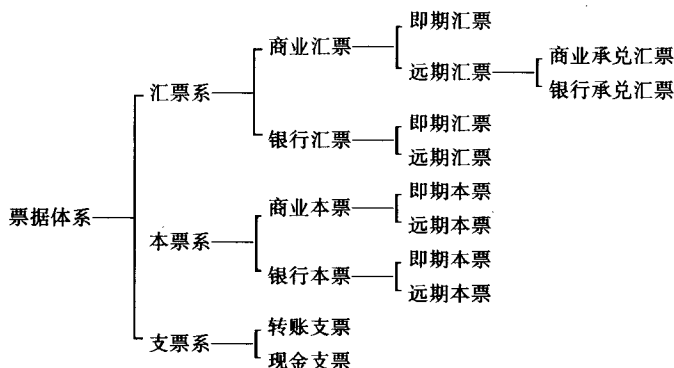 票据体系
汇票系
商业汇票
即期汇票
远期汇票
商业承兑汇票
银行承兑汇票
银行汇票
即期汇票
远期汇票
本票系
商业本票
即期本票
远期本票
银行本票
即期本票
远期本票
支票系
转账支票
现金支票